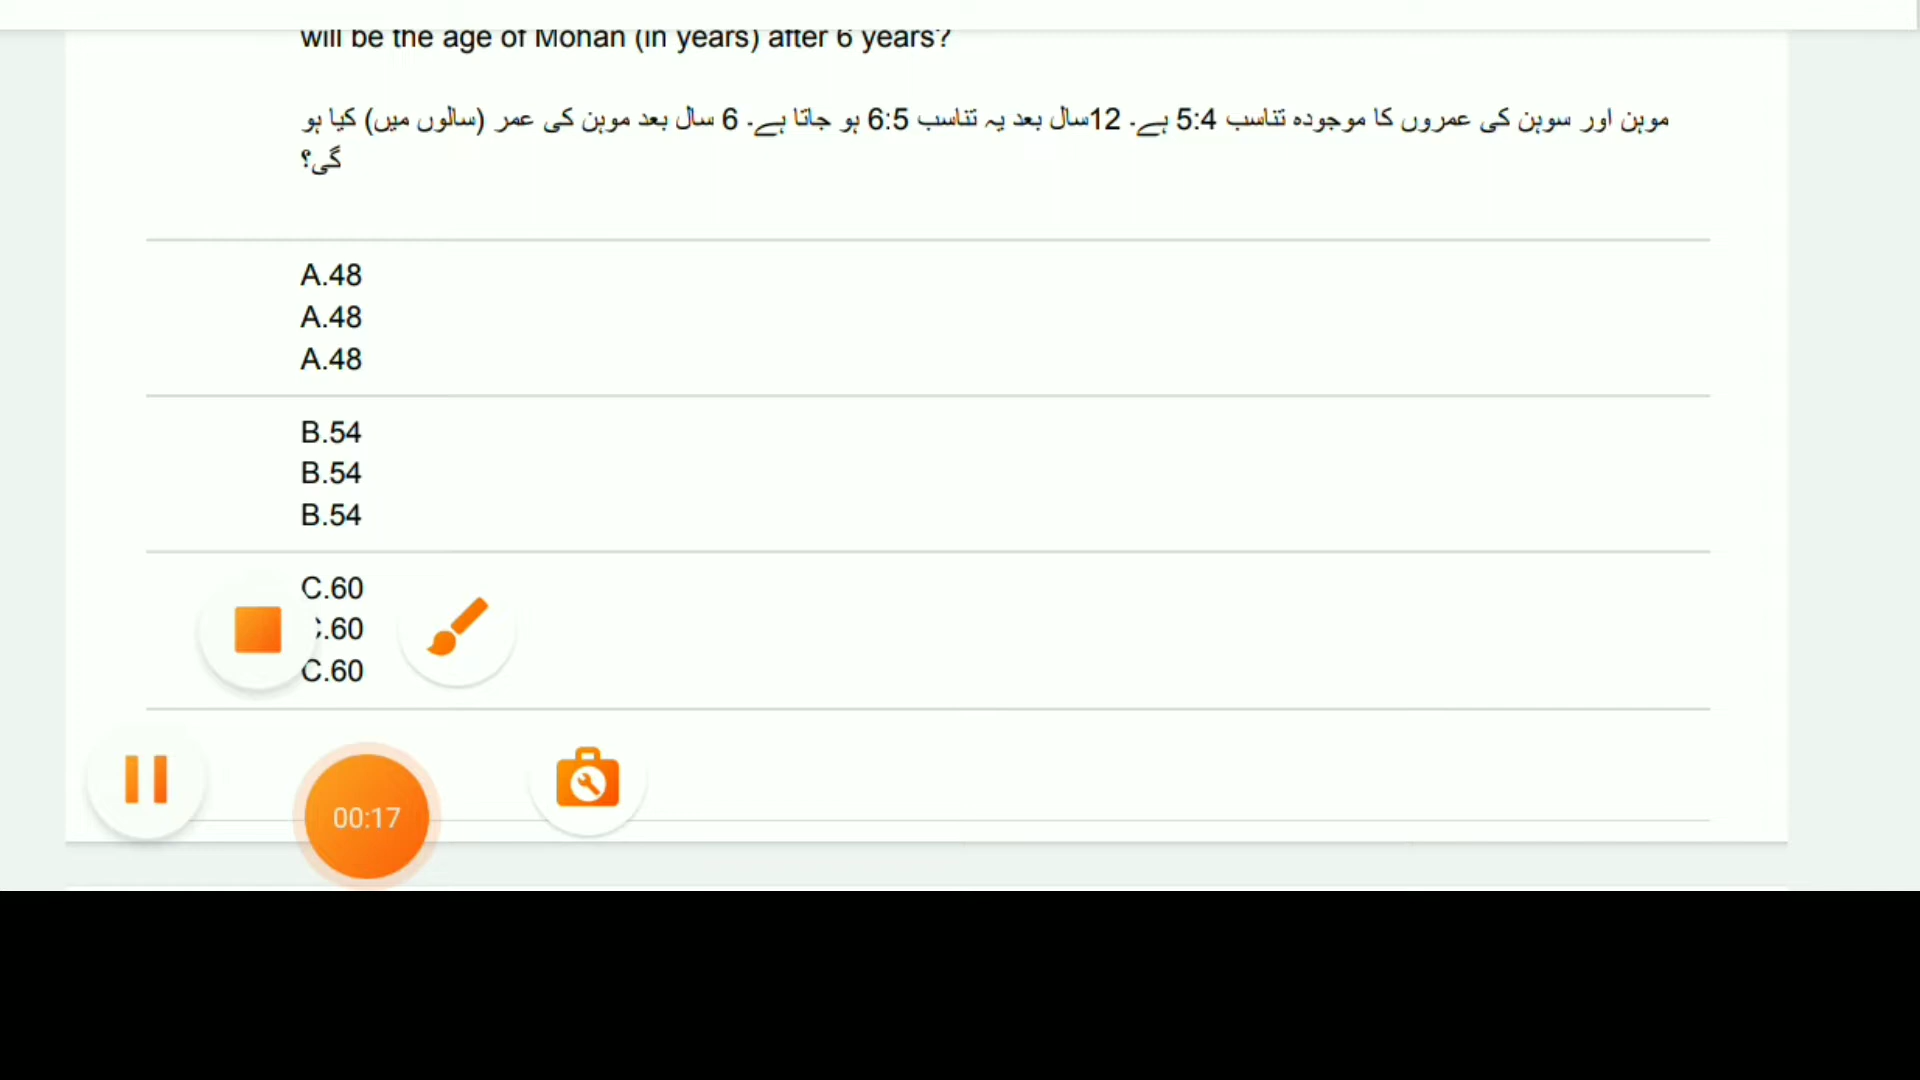 will be the age of Mohan (in years) after 6 years?
موہن اور سوہن کی عمروں کا موجودہ تناسب 5:4 ہے۔ 12سال بعد یہ تناسب 6:5 ہو جاتا ہے۔ 6 سال بعد موہن کی عمر (سالوں میں) کیا ہو
گی؟
A.48
A.48
A.48
B.54
B.54
B.54
C.60
.60
C.60
00:17